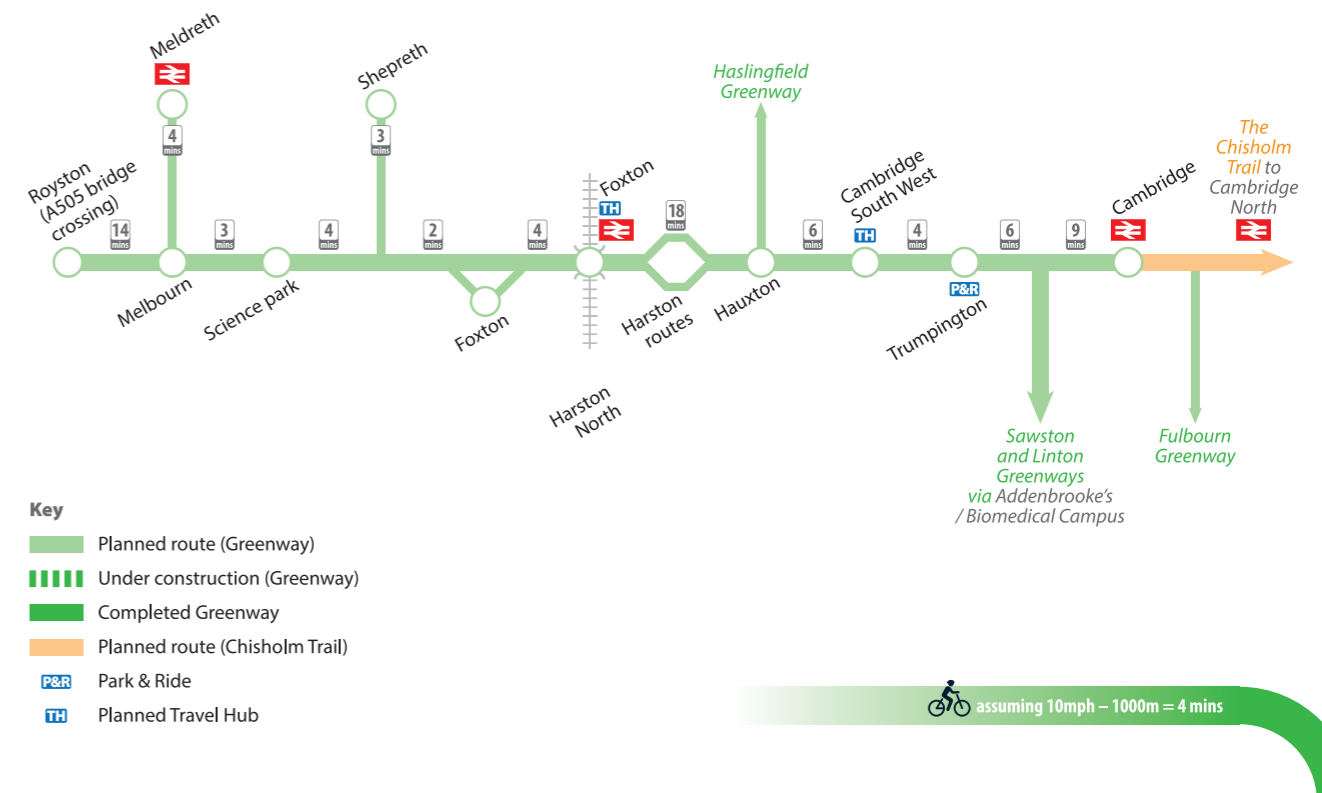 Meldreth
4
mins
Shepreth
3
mins
Royston
(A505 bridge
crossing)
14
mins
3
mins
4
mins
2
mins
4
mins
Foxton
TH
18
mins
Haslingfield
Greenway
6
mins
Cambridge
South West
TH
4
mins
6
mins
9
mins
Cambridge
The
Chisholm
Trail to
Cambridge
North
Melbourn
Science park
Foxton
Harston
routes
Hauxton
P&R
Trumpington
Harston
North
Sawston
and Linton
Greenways
via Addenbrooke's
/ Biomedical Campus
Fulbourn
Greenway
Key
Planned route (Greenway)
Under construction (Greenway)
Completed Greenway
Planned route (Chisholm Trail)
P&R Park & Ride
TH Planned Travel Hub
assuming 10mph – 1000m = 4 mins